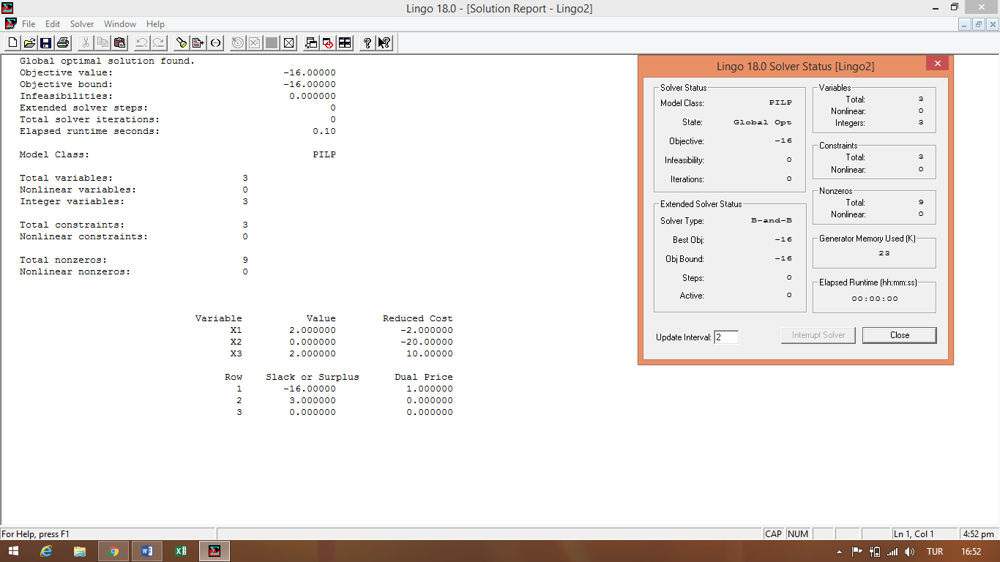 Lingo 18.0 - [Solution Report - Lingo2]
File Edit Solver Window Help
Global optimal solution found.
Objective value: -16.00000
Objective bound: -16.00000
Infeasibilities: 0.000000
Extended solver steps: 0
Total solver iterations: 0
Elapsed runtime seconds: 0.10
Model Class: PILP
Total variables: 3
Nonlinear variables: 0
Integer variables: 3
Total constraints: 3
Nonlinear constraints: 0
Total nonzeros: 9
Nonlinear nonzeros: 0
Variable Value Reduced Cost
X1 2.000000 -2.000000
X2 0.000000 -20.00000
X3 2.000000 10.00000
Row Slack or Surplus Dual Price
1 -16.00000 1.000000
2 3.000000 0.000000
3 0.000000 0.000000
Lingo 18.0 Solver Status [Lingo2]
Solver Status
Model Class: PILP
State: Global Opt
Objective: -16
Infeasibility: 0
Iterations: 0
Extended Solver Status
Solver Type: B-and-B
Best Obj: -16
Obj Bound: -16
Steps: 0
Active: 0
Variables
Total: 3
Nonlinear: 0
Integers: 3
Constraints
Total: 3
Nonlinear: 0
Nonzeros
Total: 9
Nonlinear: 0
Generator Memory Used (K)
23
Elapsed Runtime (hh:mm:ss)
00:00:00
Update Interval: 2 Interrupt Solver Close
For Help, press F1 CAP NUM Ln 1, Col 1 4:52 pm
TUR 16:52